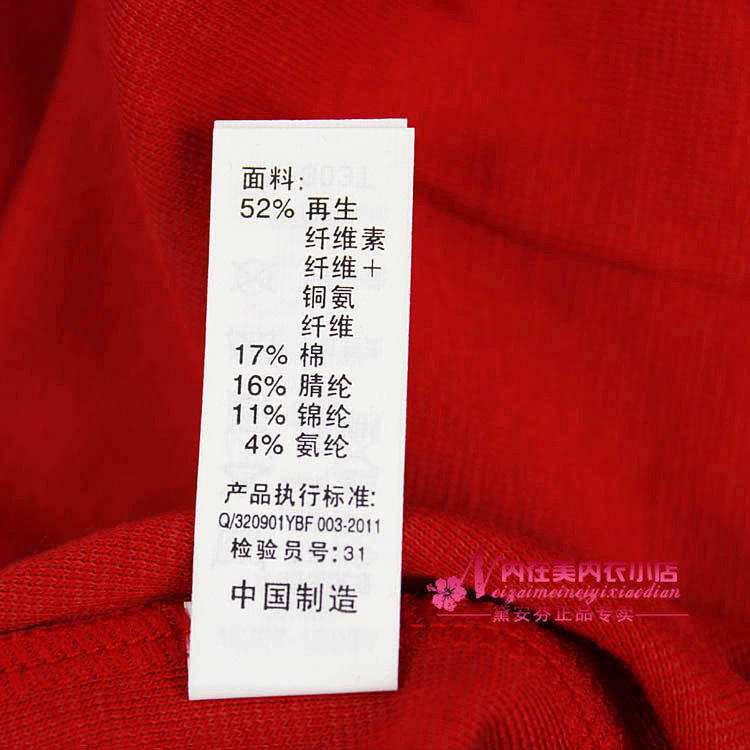 面料:
52% 再生
纤维素
纤维+
铜氨
纤维
17% 棉
16% 腈纶
11% 锦纶
4% 氨纶
产品执行标准:
Q/320901YBF 003-2011
检验员号:31
中国制造
内在美内衣小店
Neizaimeineiyixiaodian
黛安芬正品专卖